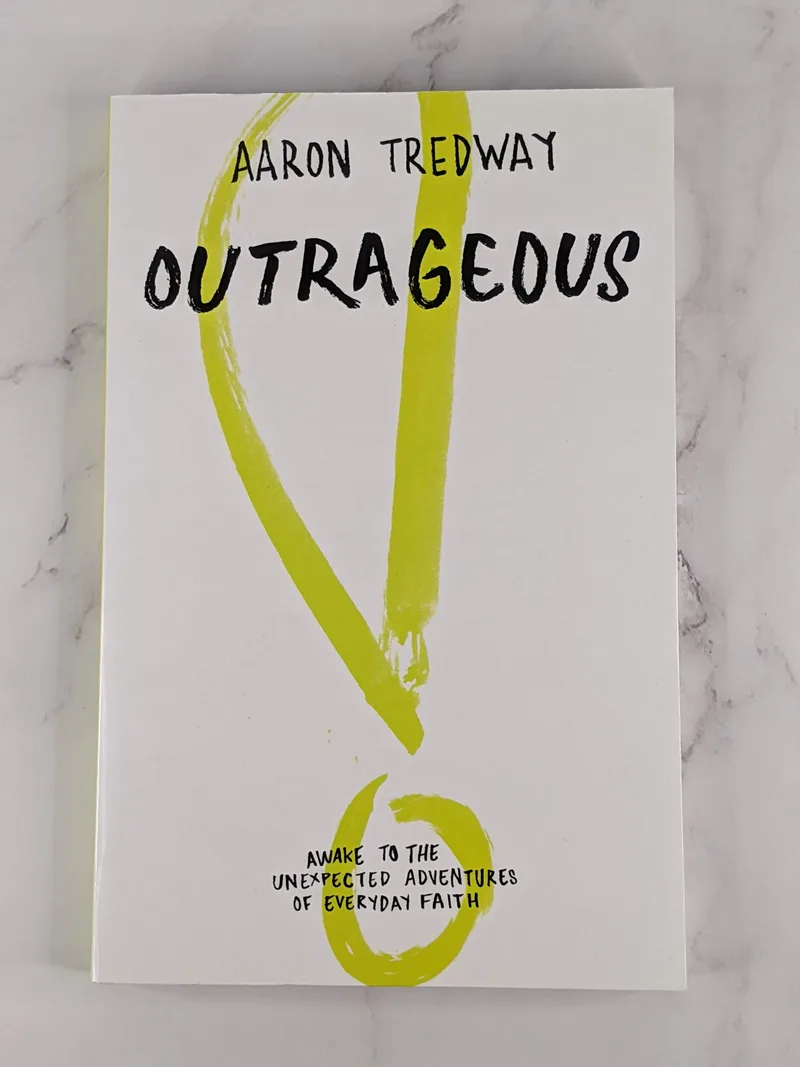 AARON TREDWAY
OUTRAGEOUS
AWAKE TO THE
UNEXPECTED ADVENTURES
OF EVERYDAY FAITH